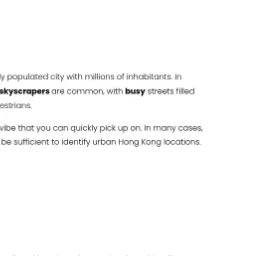 y populated city with millions of inhabitants. In
skyscrapers are common, with busy streets filled
estrians.
vibe that you can quickly pick up on. In many cases,
be sufficient to identify urban Hong Kong locations.